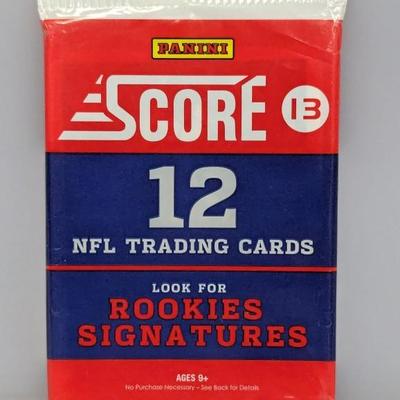 PANINI
SCORE 13
12
NFL TRADING CARDS
LOOK FOR
ROOKIES
SIGNATURES
AGES 9+
No Purchase Necessary – See Back for Details